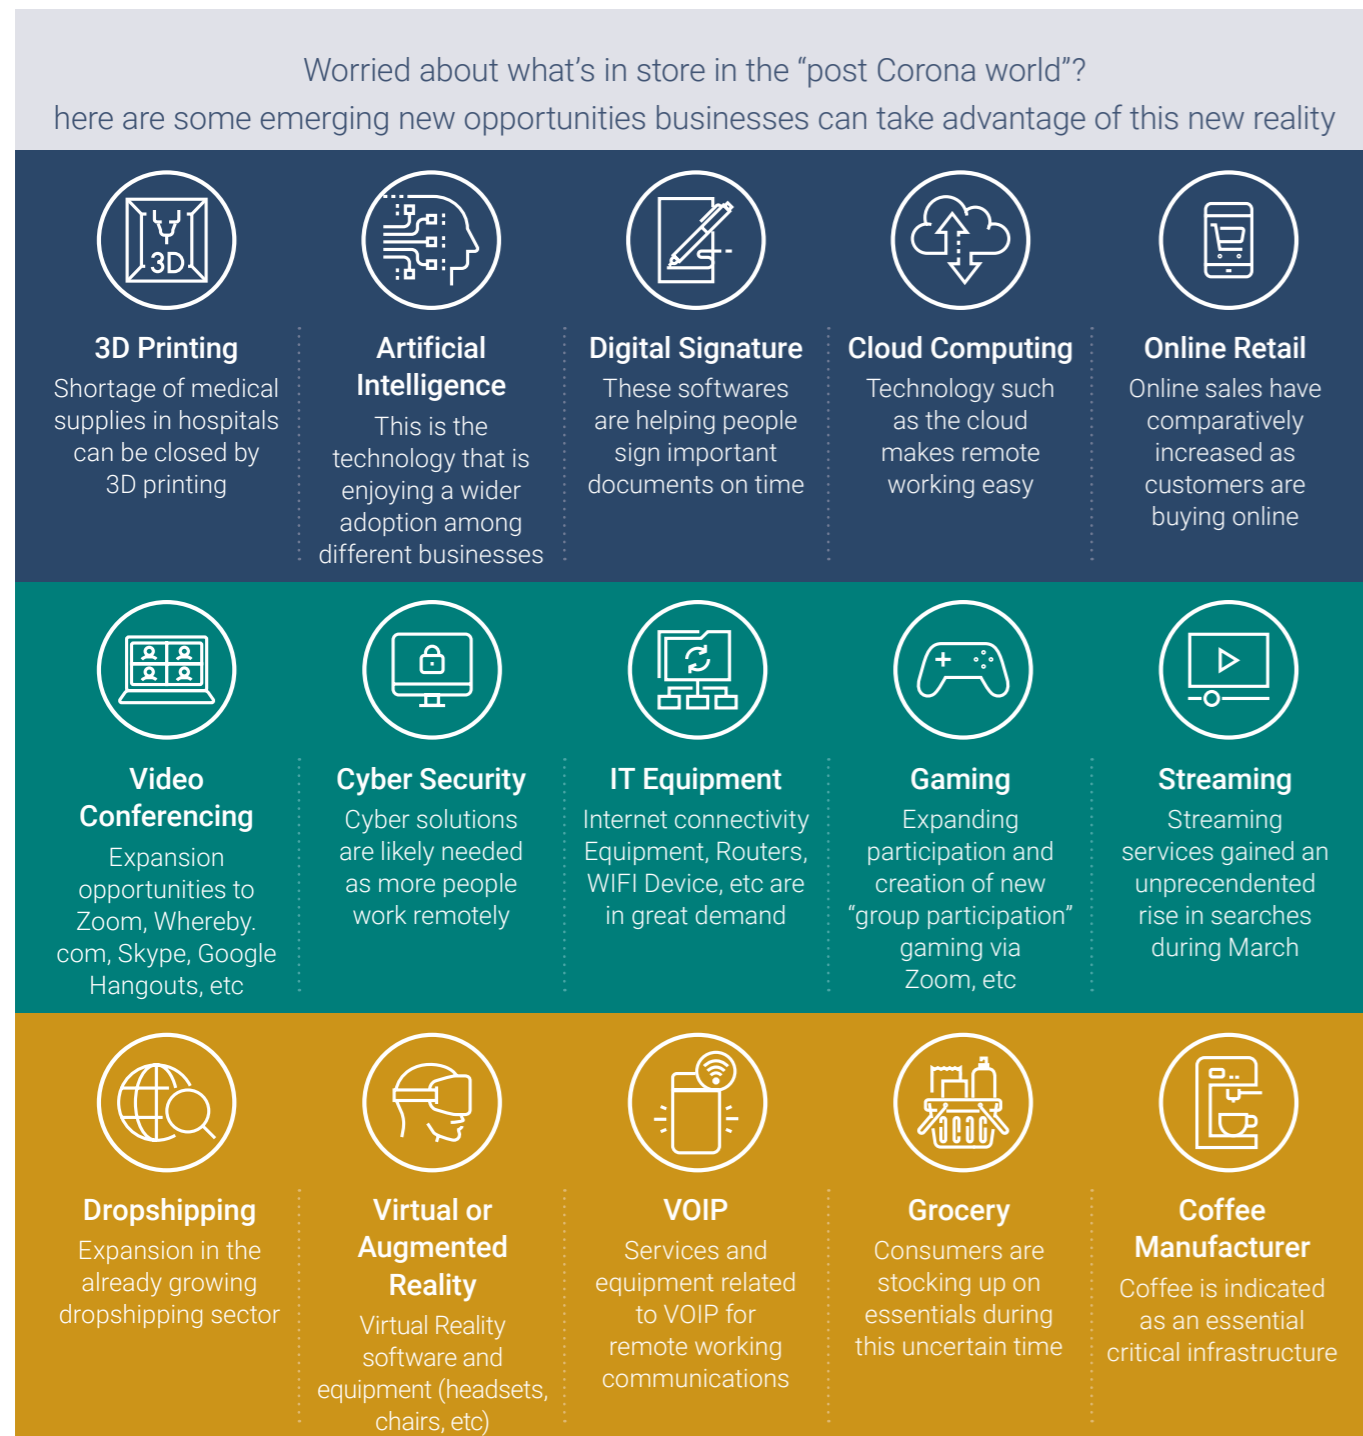 Worried about what's in store in the “post Corona world”?
here are some emerging new opportunities businesses can take advantage of this new reality
3D
3D Printing
Shortage of medical
supplies in hospitals
can be closed by
3D printing
Artificial
Intelligence
This is the
technology that is
enjoying a wider
adoption among
different businesses
Digital Signature
These softwares
are helping people
sign important
documents on time
Cloud Computing
Technology such
as the cloud
makes remote
working easy
Online Retail
Online sales have
comparatively
increased as
customers are
buying online
Video
Conferencing
Expansion
opportunities to
Zoom, Whereby.
com, Skype, Google
Hangouts, etc
Cyber Security
Cyber solutions
are likely needed
as more people
work remotely
IT Equipment
Internet connectivity
Equipment, Routers,
WIFI Device, etc are
in great demand
Gaming
Expanding
participation and
creation of new
“group participation”
gaming via
Zoom, etc
Streaming
Streaming
services gained an
unprecendented
rise in searches
during March
Dropshipping
Expansion in the
already growing
dropshipping sector
Virtual or
Augmented
Reality
Virtual Reality
software and
equipment (headsets,
chairs, etc)
VOIP
Services and
equipment related
to VOIP for
remote working
communications
Grocery
Consumers are
stocking up on
essentials during
this uncertain time
Coffee
Manufacturer
Coffee is indicated
as an essential
critical infrastructure